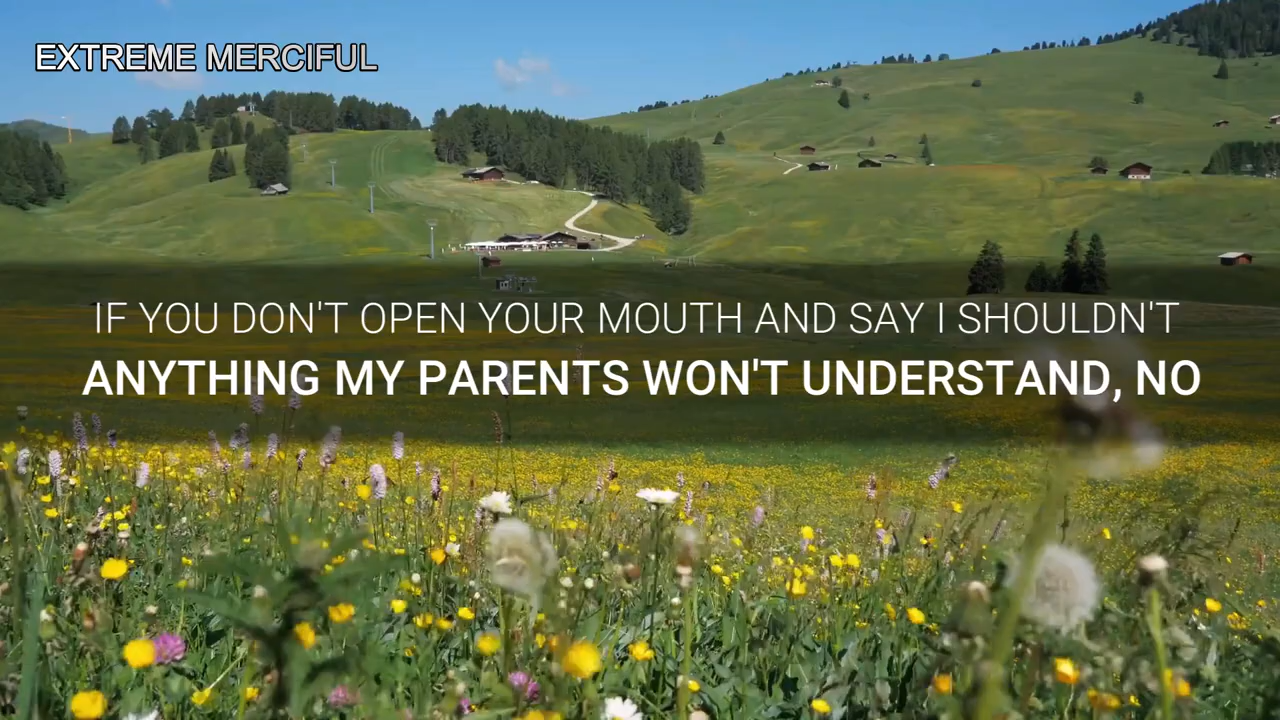 EXTREME MERCIFUL
IF YOU DON'T OPEN YOUR MOUTH AND SAY I SHOULDN'T
ANYTHING MY PARENTS WON'T UNDERSTAND, NO